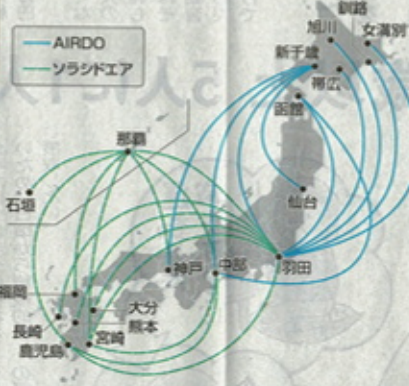 AIRDO
ソラシドエア
釧路
旭川
女満別
新千歳
帯広
函館
那覇
石垣
仙台
神戸
中部
羽田
福岡
大分
長崎
熊本
鹿児島
宮崎